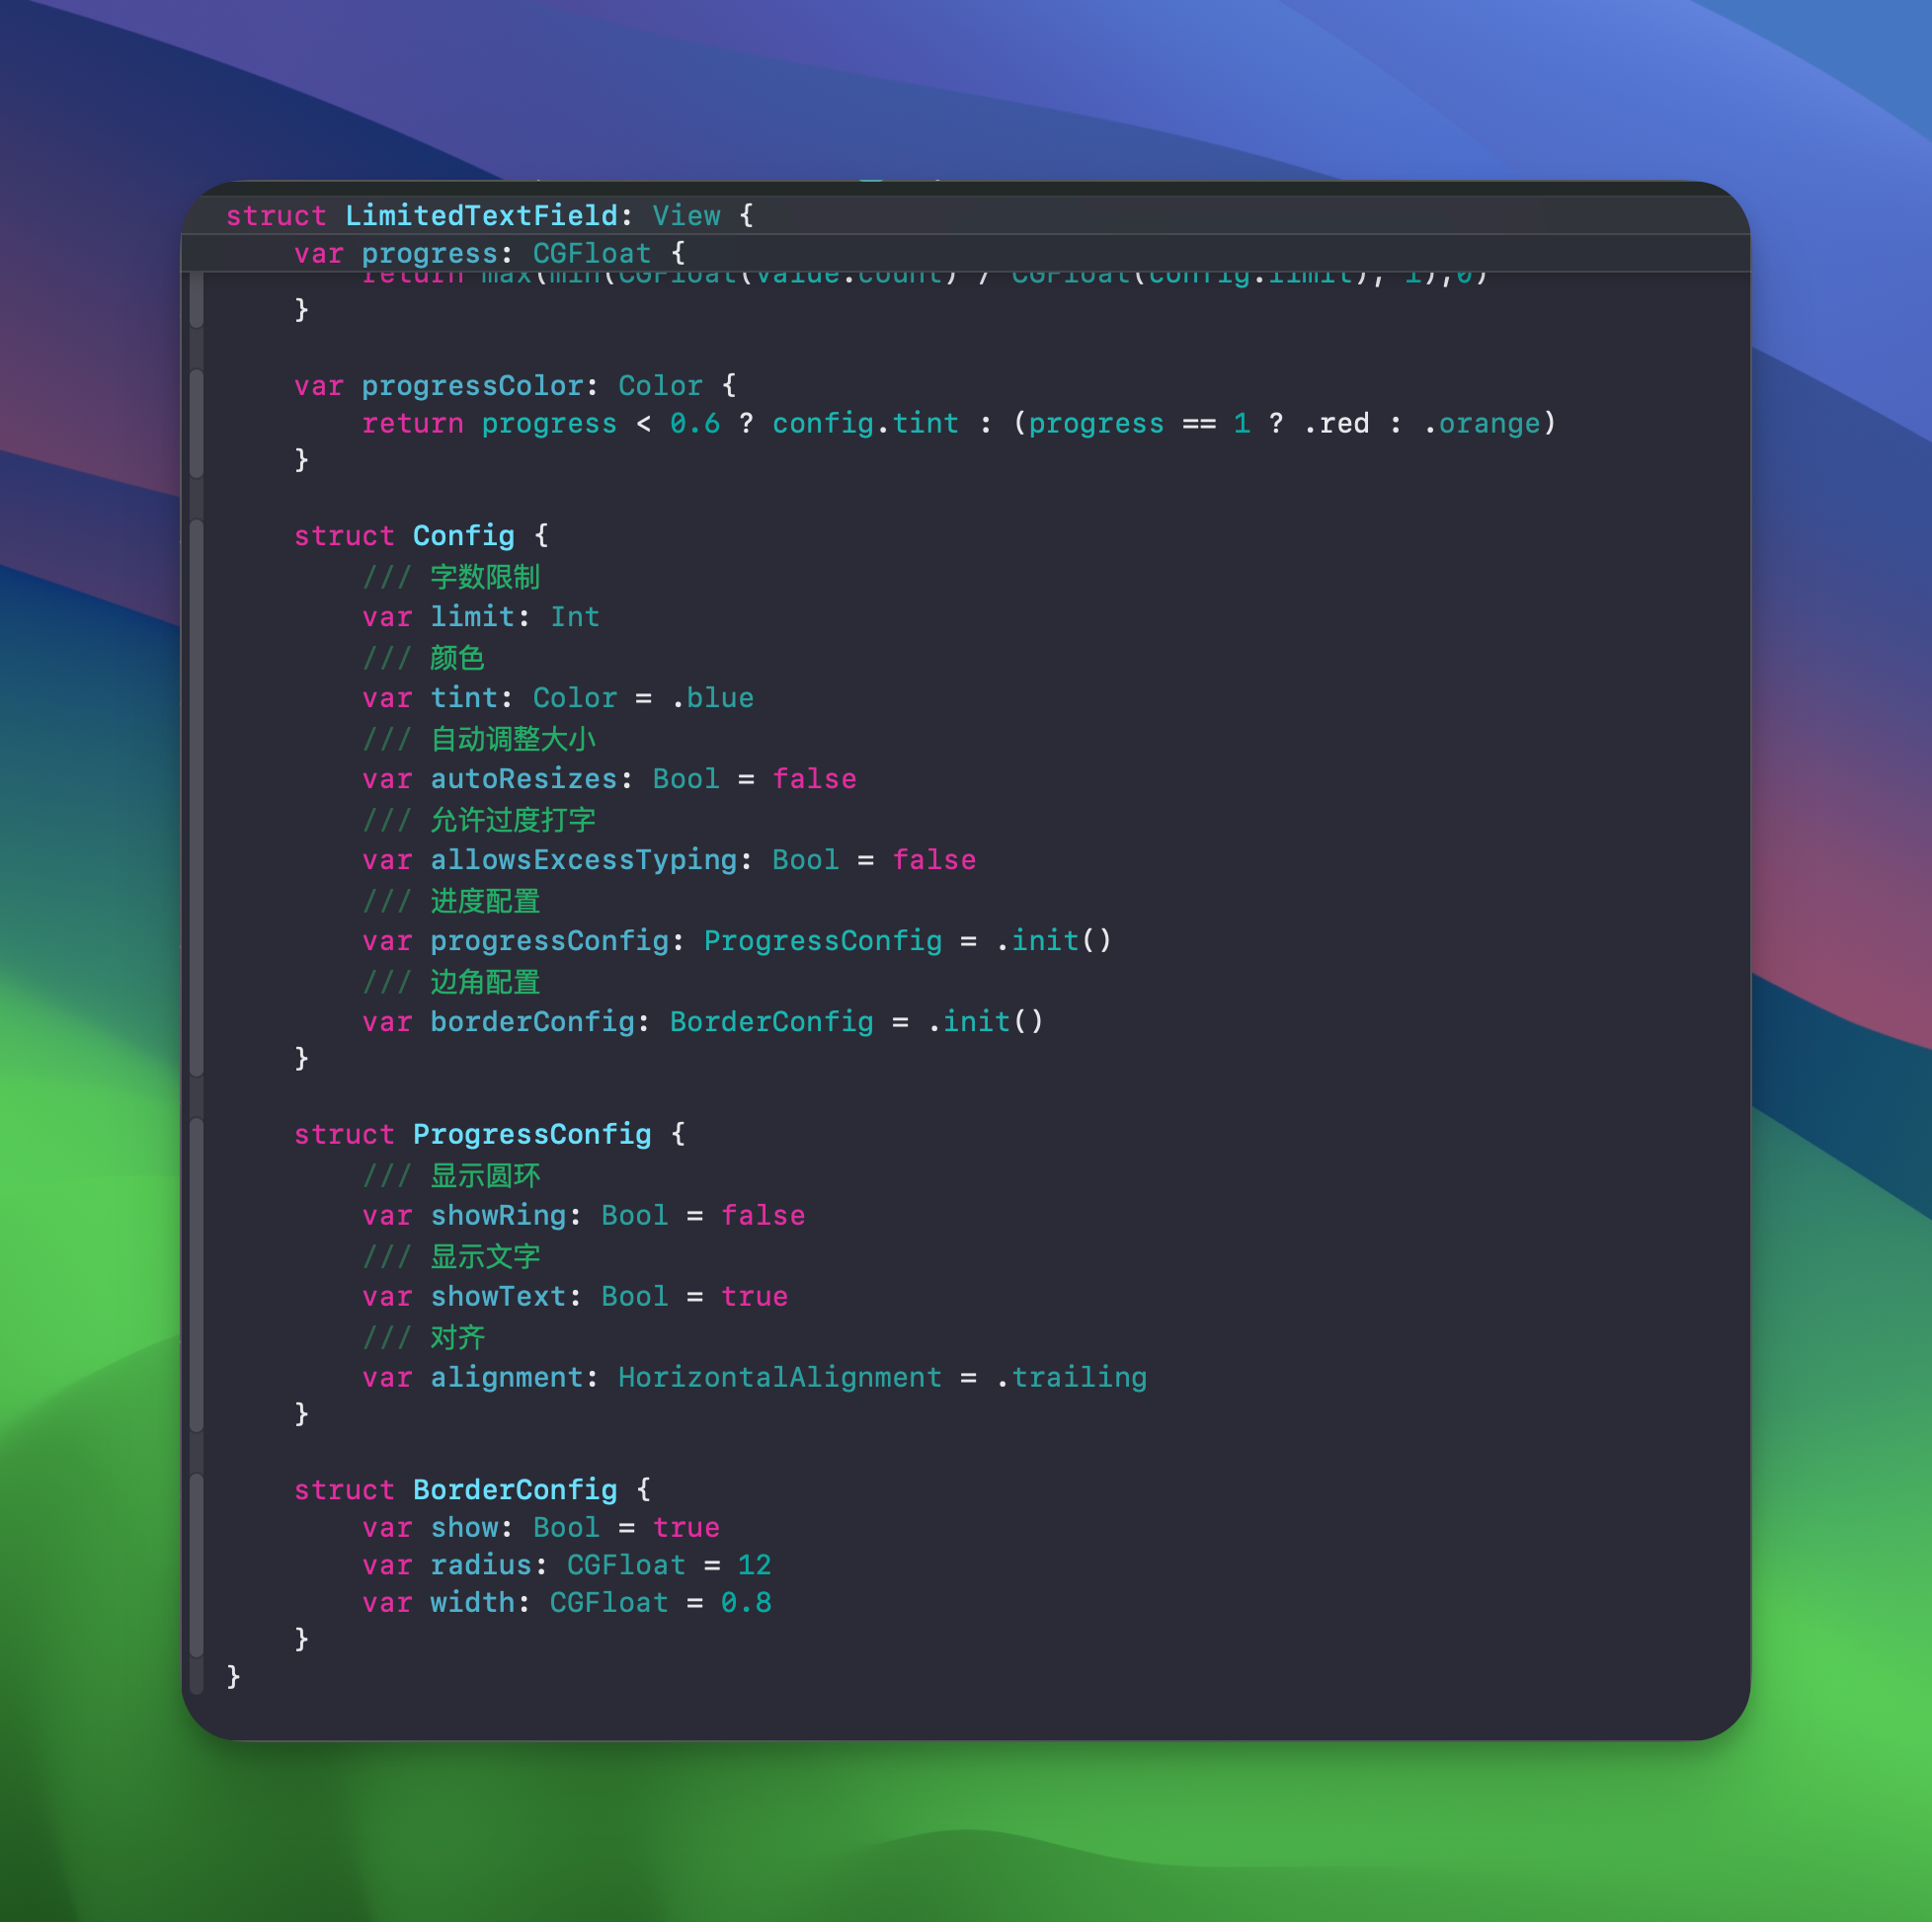 struct LimitedTextField: View {
    var progress: CGFloat {
        return max(min(CGFloat(value.count) / CGFloat(config.limit), 1),0)
    }

    var progressColor: Color {
        return progress < 0.6 ? config.tint : (progress == 1 ? .red : .orange)
    }

    struct Config {
        /// 字数限制
        var limit: Int
        /// 颜色
        var tint: Color = .blue
        /// 自动调整大小
        var autoResizes: Bool = false
        /// 允许过度打字
        var allowsExcessTyping: Bool = false
        /// 进度配置
        var progressConfig: ProgressConfig = .init()
        /// 边角配置
        var borderConfig: BorderConfig = .init()
    }

    struct ProgressConfig {
        /// 显示圆环
        var showRing: Bool = false
        /// 显示文字
        var showText: Bool = true
        /// 对齐
        var alignment: HorizontalAlignment = .trailing
    }

    struct BorderConfig {
        var show: Bool = true
        var radius: CGFloat = 12
        var width: CGFloat = 0.8
    }
}